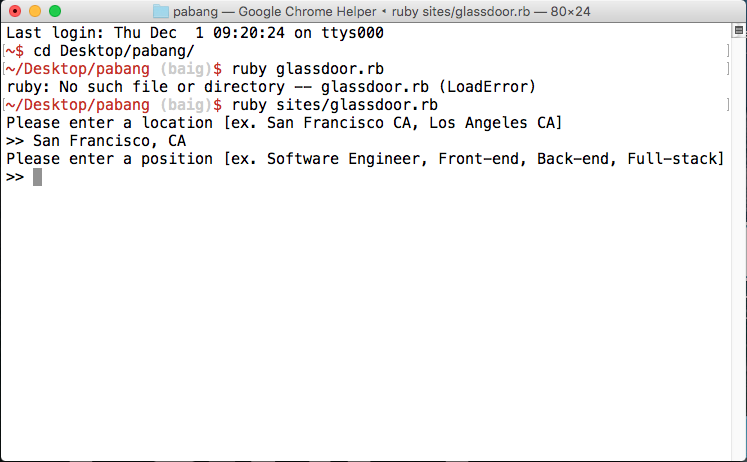 pabang — Google Chrome Helper ◂ ruby sites/glassdoor.rb — 80×24
Last login: Thu Dec  1 09:20:24 on ttys000
[~$ cd Desktop/pabang/ ]
[~/Desktop/pabang (baig)$ ruby glassdoor.rb ]
ruby: No such file or directory -- glassdoor.rb (LoadError)
[~/Desktop/pabang (baig)$ ruby sites/glassdoor.rb ]
Please enter a location [ex. San Francisco CA, Los Angeles CA]
>> San Francisco, CA
Please enter a position [ex. Software Engineer, Front-end, Back-end, Full-stack]
>>